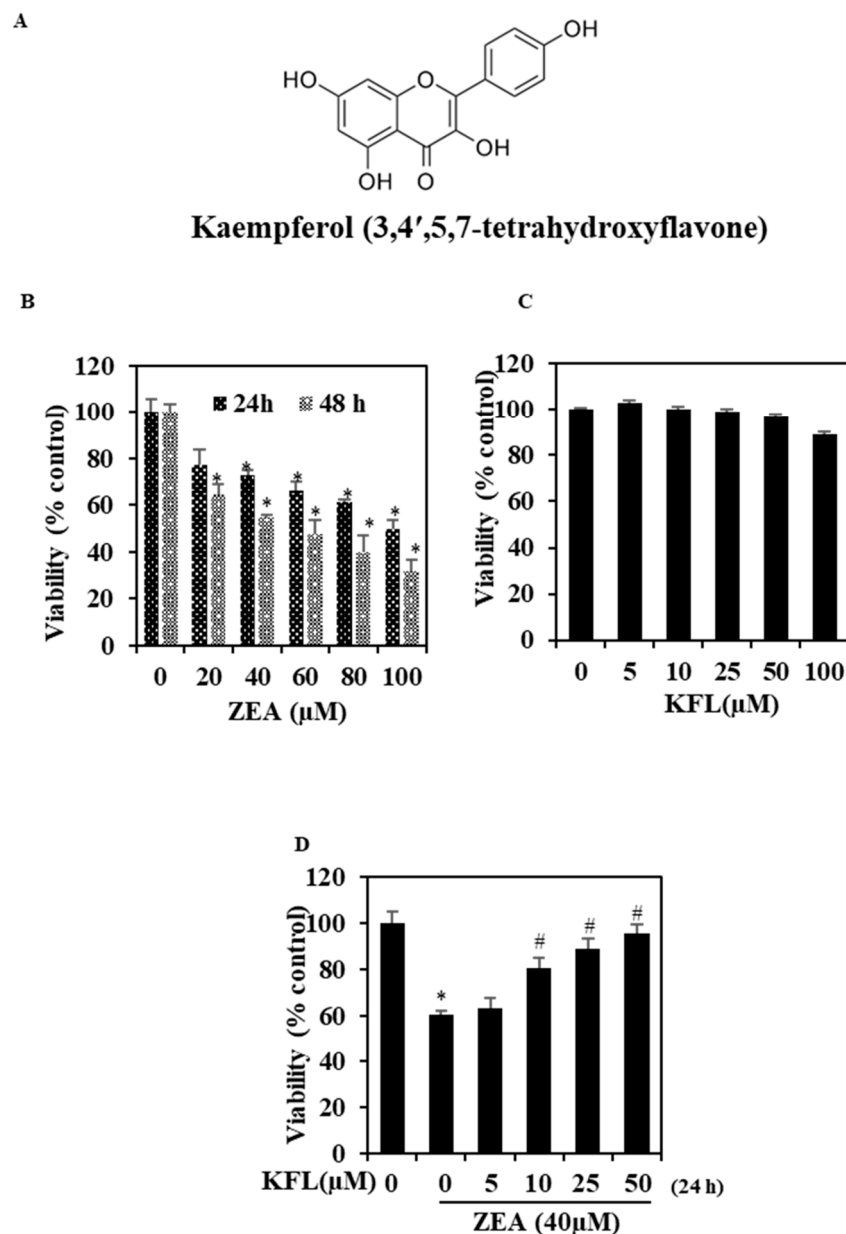 A
OH
HO
O
OH
OH
O
Kaempferol (3,4′,5,7-tetrahydroxyflavone)
B
Viability (% control)
120
100
80
60
40
20
0
24h
48 h
*
*
*
*
*
*
*
*
*
0 20 40 60 80 100
ZEA (μM)
C
Viability (% control)
120
100
80
60
40
20
0
0 5 10 25 50 100
KFL(μM)
D
Viability (% control)
120
100
80
60
40
20
0
*
#
#
#
KFL(μM) 0 0 5 10 25 50 (24 h)
ZEA (40μM)